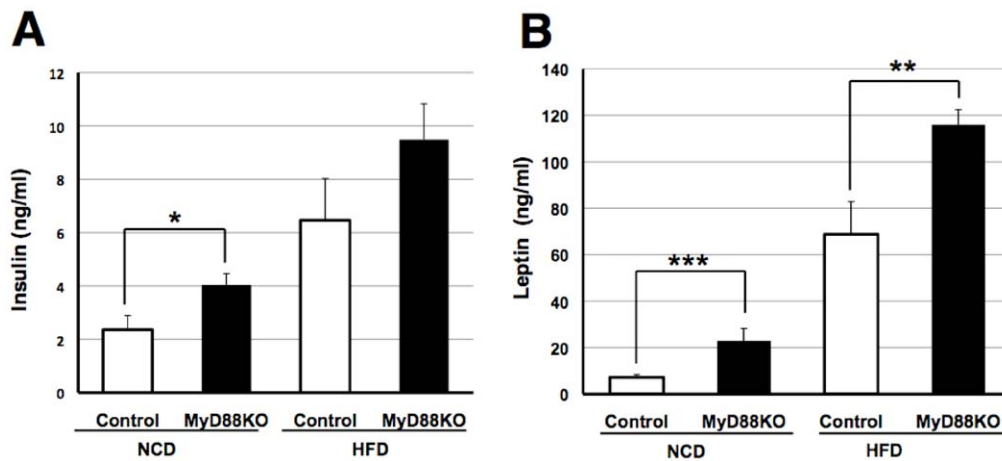 A
Insulin (ng/ml)
12
10
8
6
4
2
0
*
Control MyD88KO Control MyD88KO
NCD HFD
B
Leptin (ng/ml)
140
120
100
80
60
40
20
0
***
**
Control MyD88KO Control MyD88KO
NCD HFD